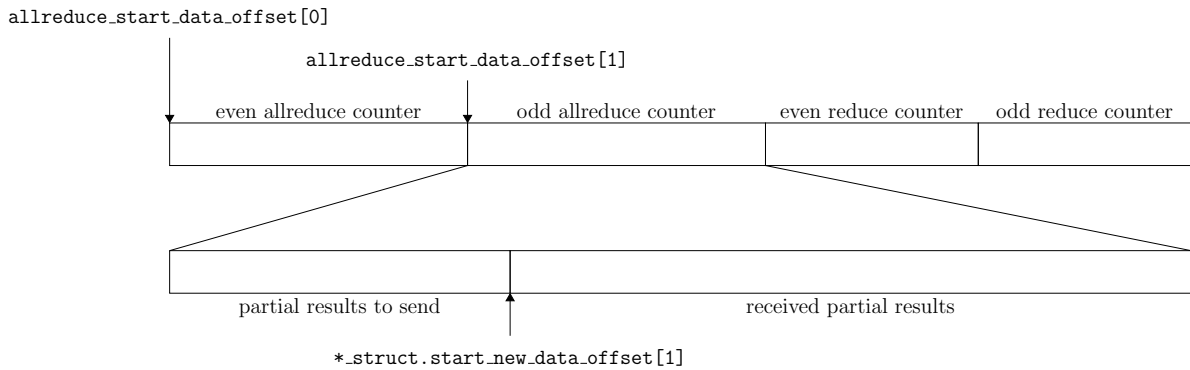 allreduce_start_data_offset[0]
allreduce_start_data_offset[1]
even allreduce counter odd allreduce counter even reduce counter odd reduce counter
partial results to send received partial results
*_struct.start_new_data_offset[1]